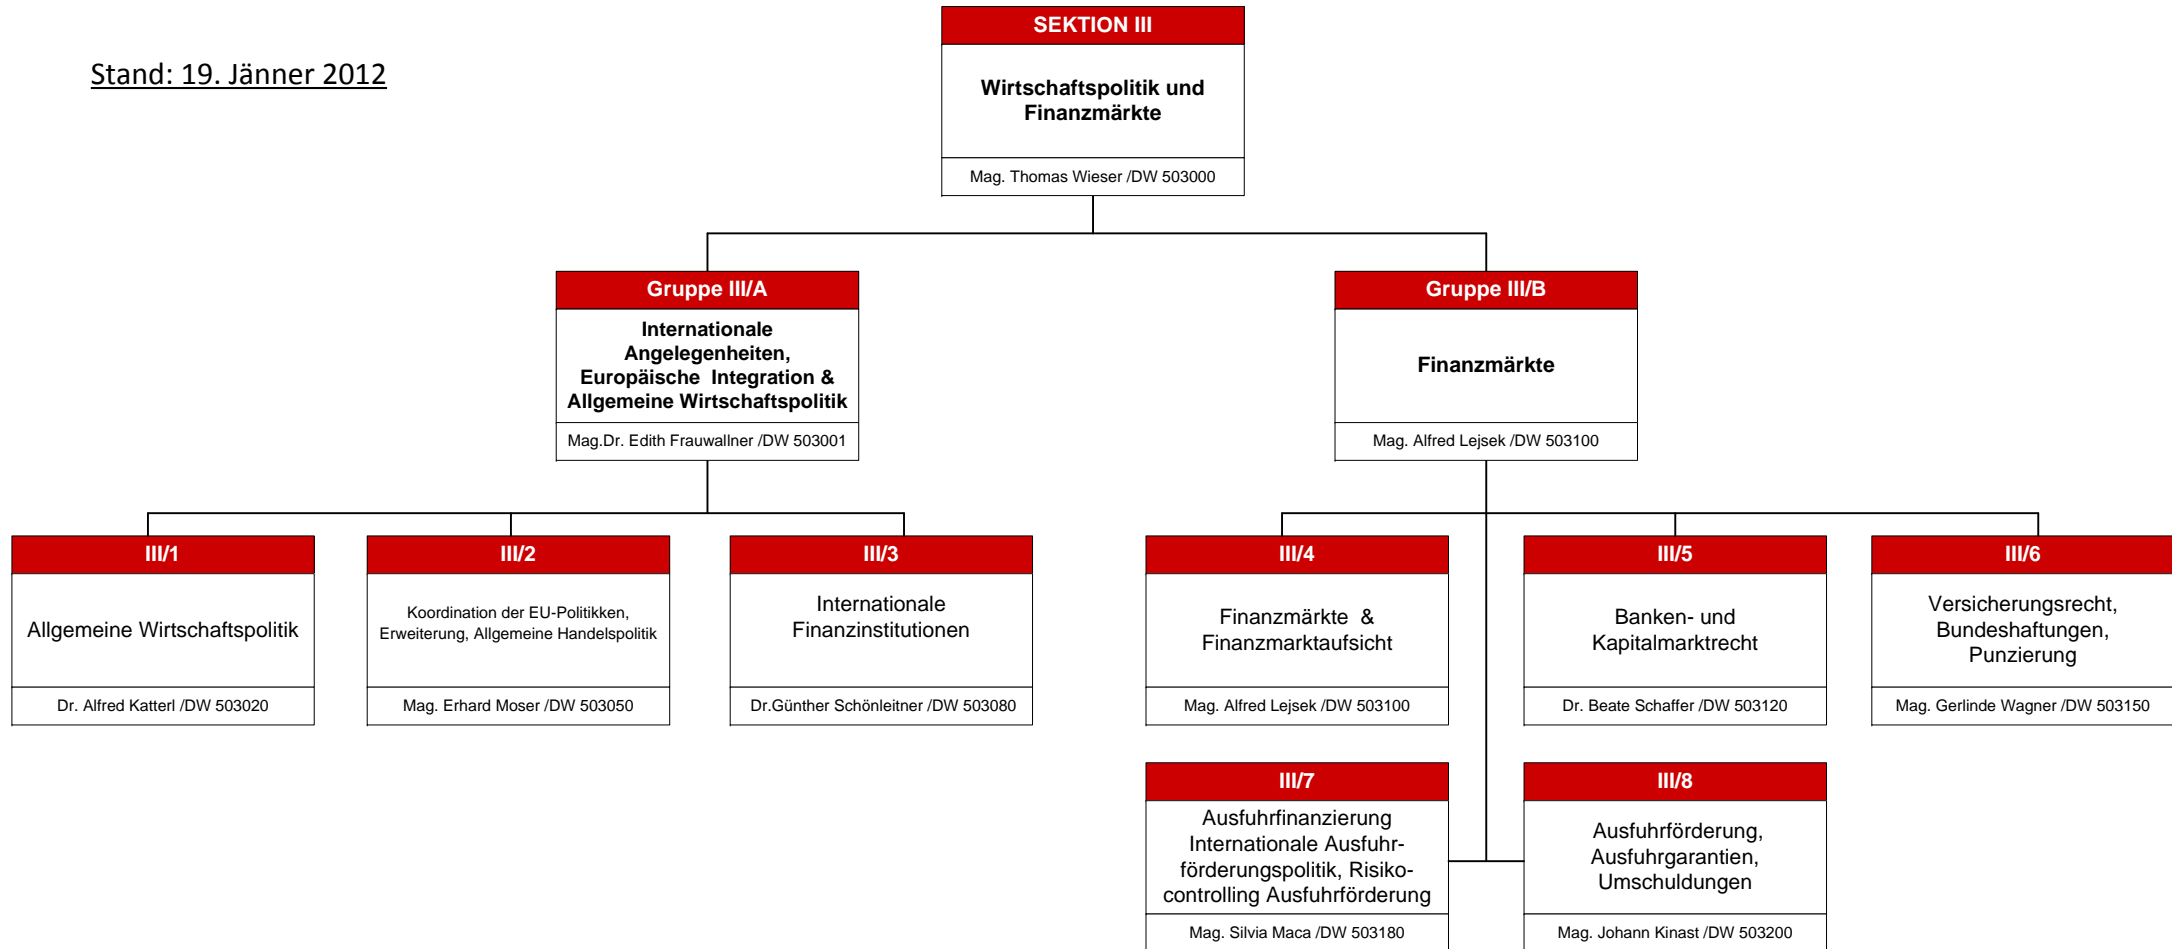 SEKTION III
Stand: 19. Jänner 2012
Wirtschaftspolitik und
Finanzmärkte
Mag. Thomas Wieser /DW 503000
Gruppe III/A
Internationale
Angelegenheiten,
Europäische Integration &
Allgemeine Wirtschaftspolitik
Mag.Dr. Edith Frauwallner /DW 503001
Gruppe III/B
Finanzmärkte
Mag. Alfred Lejsek /DW 503100
III/1
Allgemeine Wirtschaftspolitik
Dr. Alfred Katterl /DW 503020
III/2
Koordination der EU-Politikken,
Erweiterung, Allgemeine Handelspolitik
Mag. Erhard Moser /DW 503050
III/3
Internationale
Finanzinstitutionen
Dr.Günther Schönleitner /DW 503080
III/4
Finanzmärkte &
Finanzmarktaufsicht
Mag. Alfred Lejsek /DW 503100
III/5
Banken- und
Kapitalmarktrecht
Dr. Beate Schaffer /DW 503120
III/6
Versicherungsrecht,
Bundeshaftungen,
Punzierung
Mag. Gerlinde Wagner /DW 503150
III/7
Ausfuhrfinanzierung
Internationale Ausfuhr-
förderungspolitik, Risiko-
controlling Ausfuhrförderung
Mag. Silvia Maca /DW 503180
III/8
Ausfuhrförderung,
Ausfuhrgarantien,
Umschuldungen
Mag. Johann Kinast /DW 503200